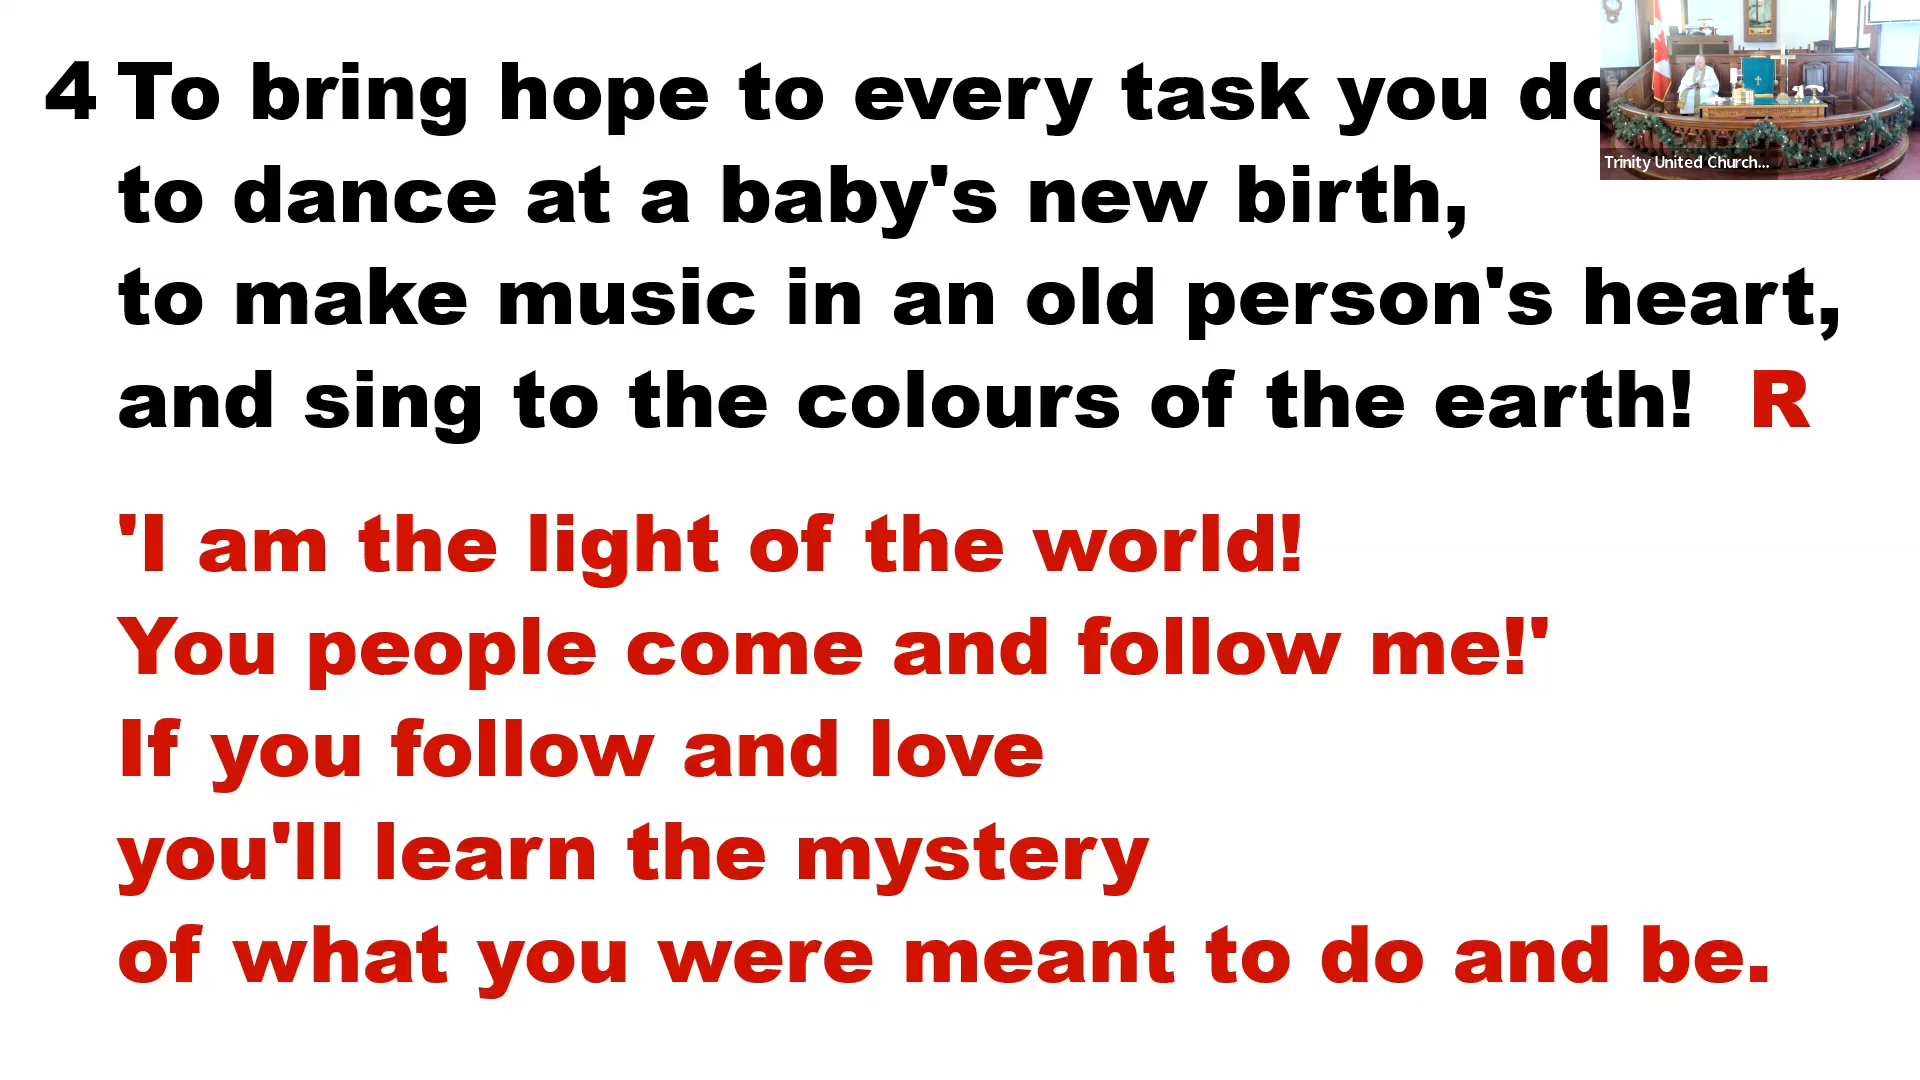 4 To bring hope to every task you do
to dance at a baby's new birth,
to make music in an old person's heart,
and sing to the colours of the earth! R
'I am the light of the world!
You people come and follow me!'
If you follow and love
you'll learn the mystery
of what you were meant to do and be.
Trinity United Church...